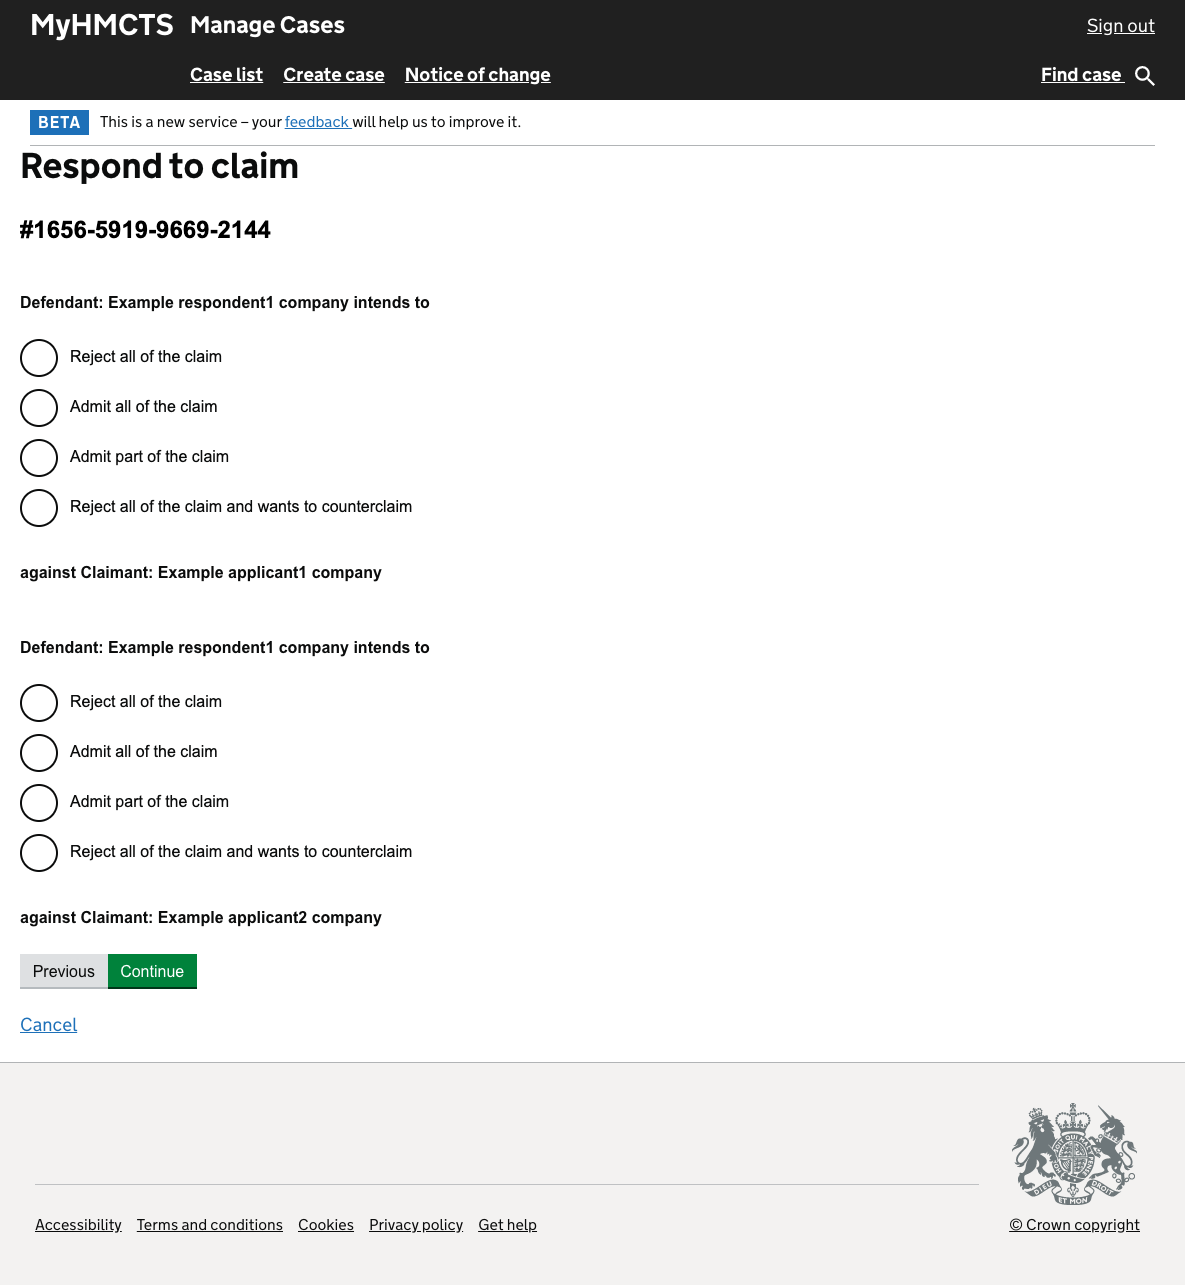 MyHMCTS Manage Cases Sign out
Case list Create case Notice of change Find case
BETA This is a new service – your feedback will help us to improve it.
Respond to claim
#1656-5919-9669-2144
Defendant: Example respondent1 company intends to
Reject all of the claim
Admit all of the claim
Admit part of the claim
Reject all of the claim and wants to counterclaim
against Claimant: Example applicant1 company
Defendant: Example respondent1 company intends to
Reject all of the claim
Admit all of the claim
Admit part of the claim
Reject all of the claim and wants to counterclaim
against Claimant: Example applicant2 company
Previous Continue
Cancel
DIEU ET MON DROIT
Accessibility Terms and conditions Cookies Privacy policy Get help © Crown copyright